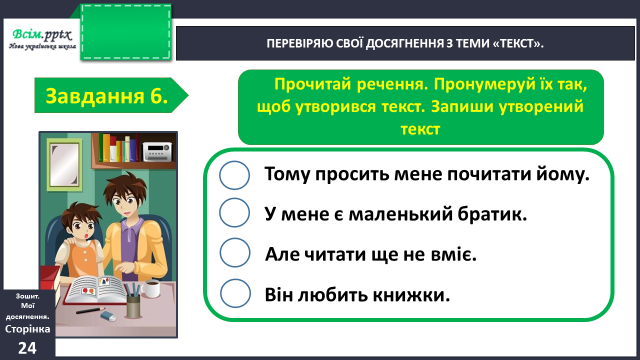 Всім.pptx
Нова українська школа
ПЕРЕВІРЯЮ СВОЇ ДОСЯГНЕННЯ З ТЕМИ «ТЕКСТ».
Завдання 6.
Прочитай речення. Пронумеруй їх так,
щоб утворився текст. Запиши утворений
текст
Тому просить мене почитати йому.
У мене є маленький братик.
Але читати ще не вміє.
Він любить книжки.
Зошит.
Мої
досягнення.
Сторінка
24